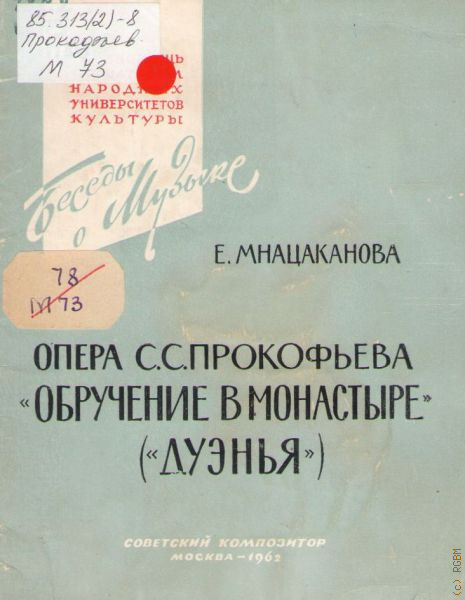 85.313(2)-8
Прокофьев.
М 73
НАРОДНЫХ
УНИВЕРСИТЕТОВ
КУЛЬТУРЫ
Беседы
о Музыке
Е. МНАЦАКАНОВА
78
М73
ОПЕРА С.С.ПРОКОФЬЕВА
«ОБРУЧЕНИЕ В МОНАСТЫРЕ»
(«ДУЭНЬЯ»)
СОВЕТСКИЙ КОМПОЗИТОР
МОСКВА – 1962
(c) RGBM